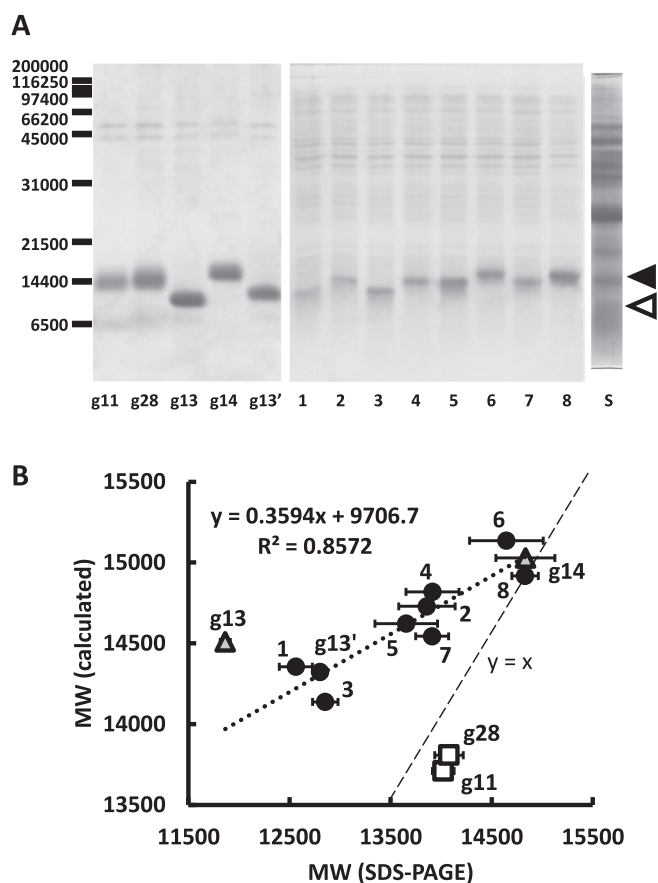 A
200000
116250
97400
66200
45000
31000
21500
14400
6500
g11 g28 g13 g14 g13' 1 2 3 4 5 6 7 8 S
B
15500
15000
14500
14000
13500
MW (calculated)
y = 0.3594x + 9706.7
R² = 0.8572
6
4
g14
8
2
g13
5
7
1
g13'
3
y = x
g28
g11
11500 12500 13500 14500 15500
MW (SDS-PAGE)